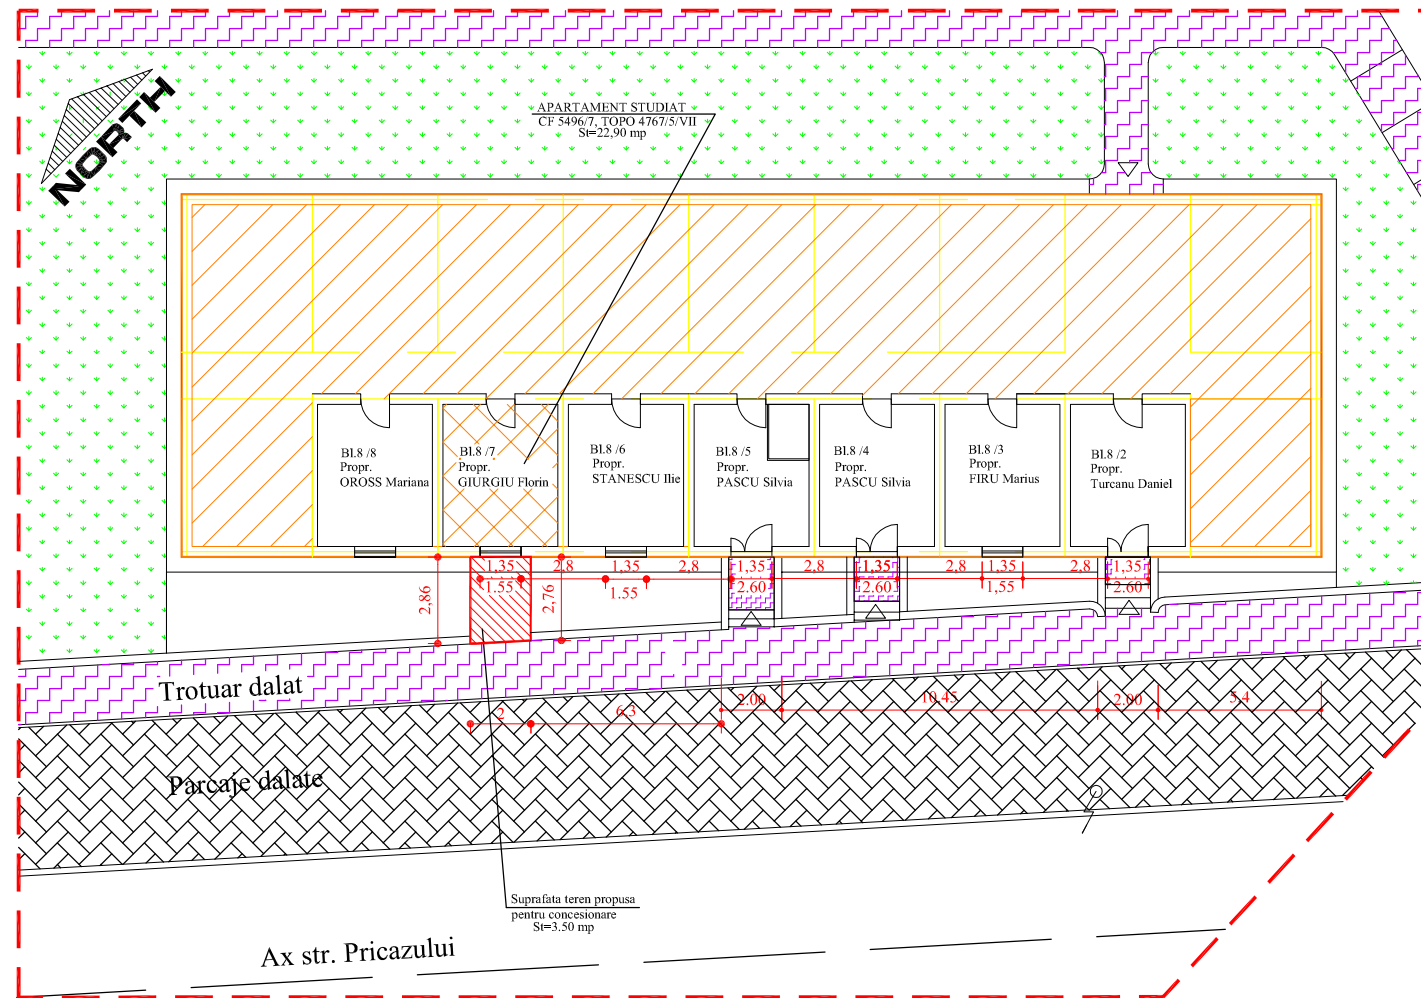 NORTH
APARTAMENT STUDIAT
CF 5496/7, TOPO 4767/5/VII
St=22,90 mp
Bl.8 /8
Propr.
OROSS Mariana
Bl.8 /7
Propr.
GIURGIU Florin
Bl.8 /6
Propr.
STANESCU Ilie
Bl.8 /5
Propr.
PASCU Silvia
Bl.8 /4
Propr.
PASCU Silvia
Bl.8 /3
Propr.
FIRU Marius
Bl.8 /2
Propr.
Turcanu Daniel
1,35 2,8 1,35 2,8 1,35 2,8 1,35 2,8 1,35 2,8 1,35
1.55 1.55 2.60 2.60 1,55 2.60
2,86
2,76
Trotuar dalat
2.00 10.45 2.00 5,4
2 6,3
Parcaje dalate
Suprafata teren propusa
pentru concesionare
St=3.50 mp
Ax str. Pricazului